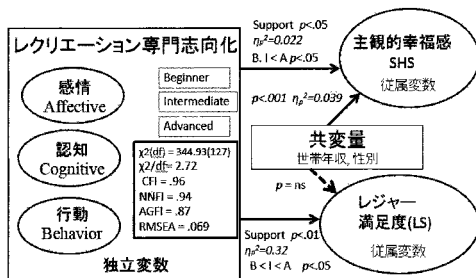 レクリエーション専門志向化
感情
Affective
認知
Cognitive
行動
Behavior
独立変数
Beginner
Intermediate
Advanced
χ2(df) = 344.93(127)
χ2/df= 2.72
CFI = .96
NNFI = .94
AGFI = .87
RMSEA = .069
Support p<.05
ηp²=0.022
B. I < A p<.05
主観的幸福感
SHS
従属変数
p<.001 ηp²=0.039
共変量
世帯年収, 性別
p = ns
レジャー
満足度(LS)
従属変数
Support p<.01
ηp²=0.32
B < I < A p<.05